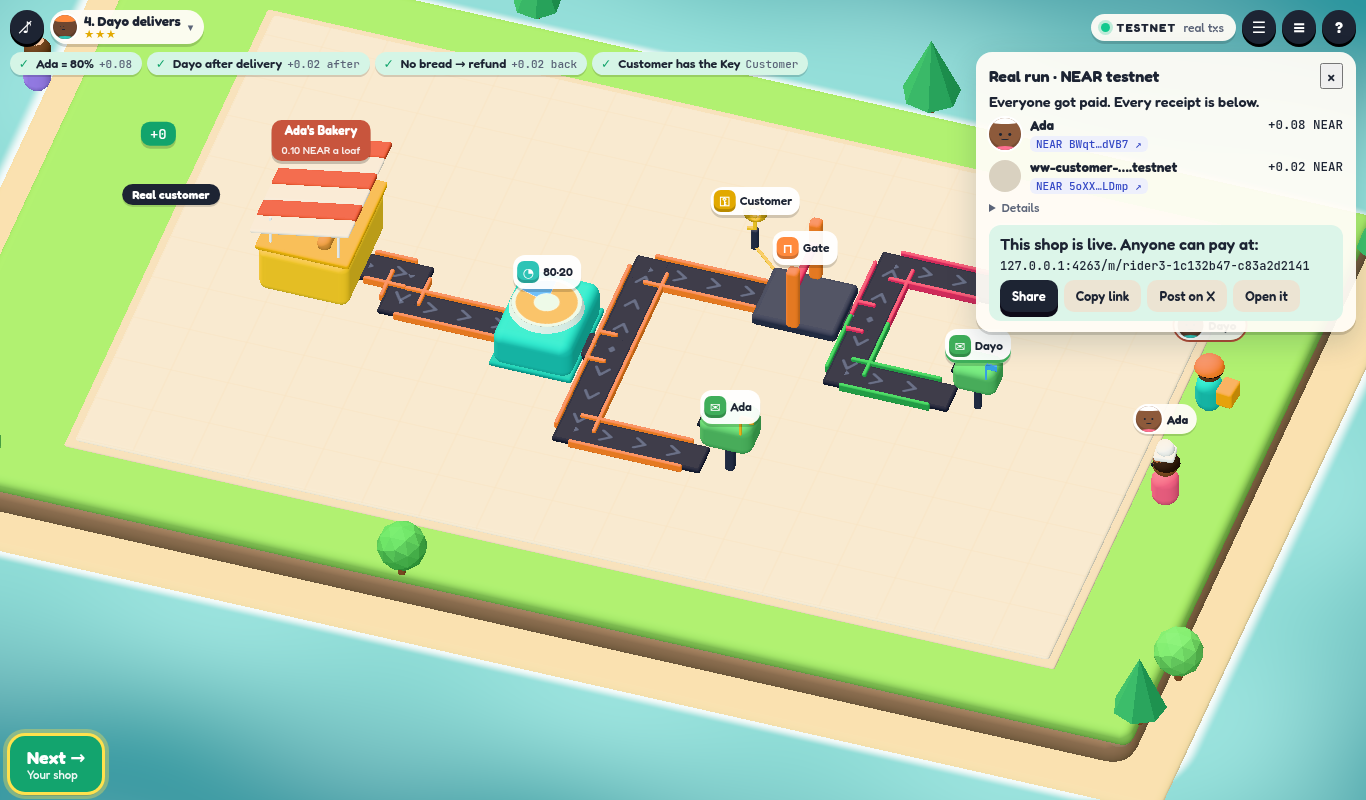 4. Dayo delivers
★★★
TESTNET real txs
?
✓ Ada = 80% +0.08
✓ Dayo after delivery +0.02 after
✓ No bread → refund +0.02 back
✓ Customer has the Key Customer
Real run · NEAR testnet
×
Everyone got paid. Every receipt is below.
Ada
+0.08 NEAR
NEAR BWqt…dVB7 ↗
ww-customer-….testnet
+0.02 NEAR
NEAR 5oXX…LDmp ↗
Details
This shop is live. Anyone can pay at:
127.0.0.1:4263/m/rider3-1c132b47-c83a2d2141
Share
Copy link
Post on X
Open it
+0
Ada's Bakery
0.10 NEAR a loaf
Real customer
Customer
Gate
80·20
Dayo
Dayo
Ada
Ada
Next →
Your shop